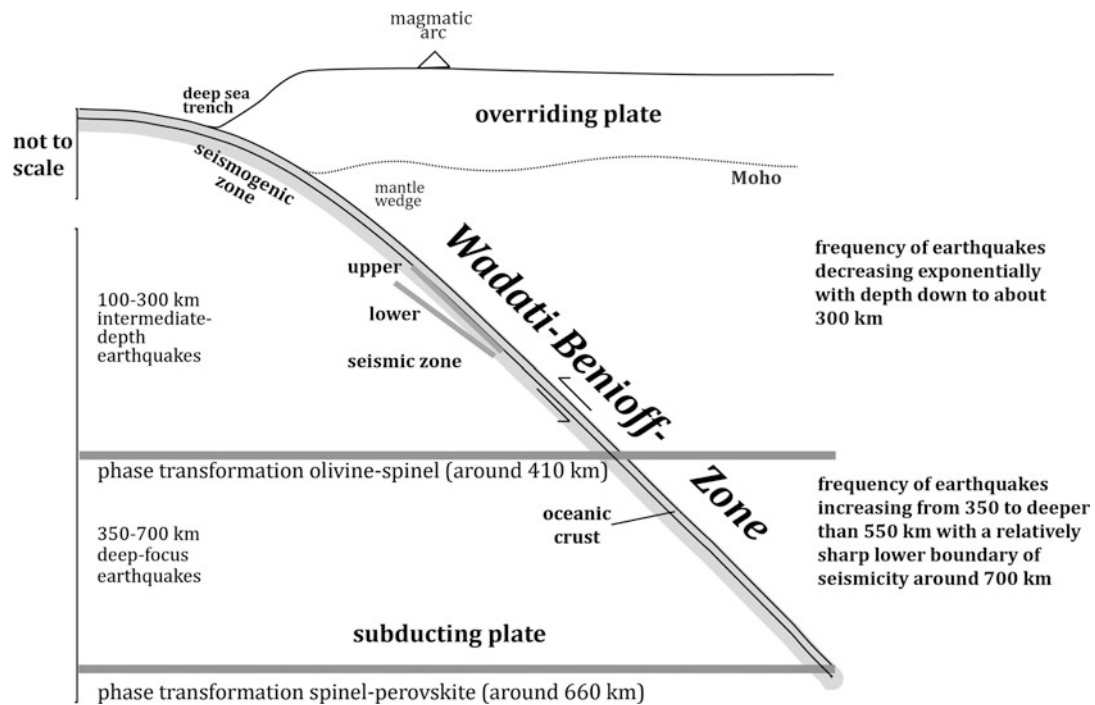 magmatic
arc
deep sea
trench
overriding plate
not to
scale
seismogenic
zone
Moho
mantle
wedge
Wadati-Benioff-
Zone
upper
lower
seismic zone
100-300 km
intermediate-
depth
earthquakes
frequency of earthquakes
decreasing exponentially
with depth down to about
300 km
phase transformation olivine-spinel (around 410 km)
350-700 km
deep-focus
earthquakes
oceanic
crust
frequency of earthquakes
increasing from 350 to deeper
than 550 km with a relatively
sharp lower boundary of
seismicity around 700 km
subducting plate
phase transformation spinel-perovskite (around 660 km)